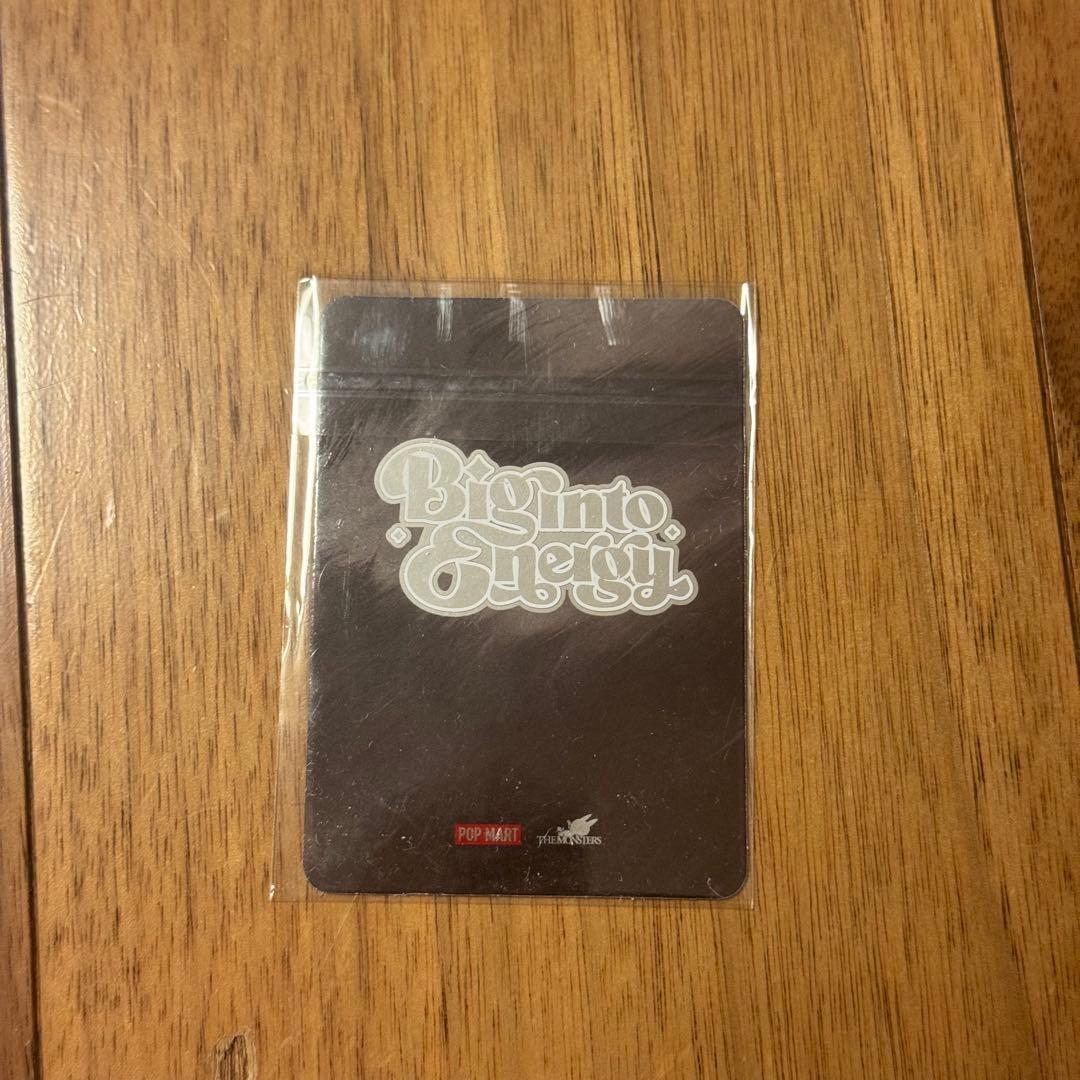 Big into
Energy
POP MART
THE MONSTERS